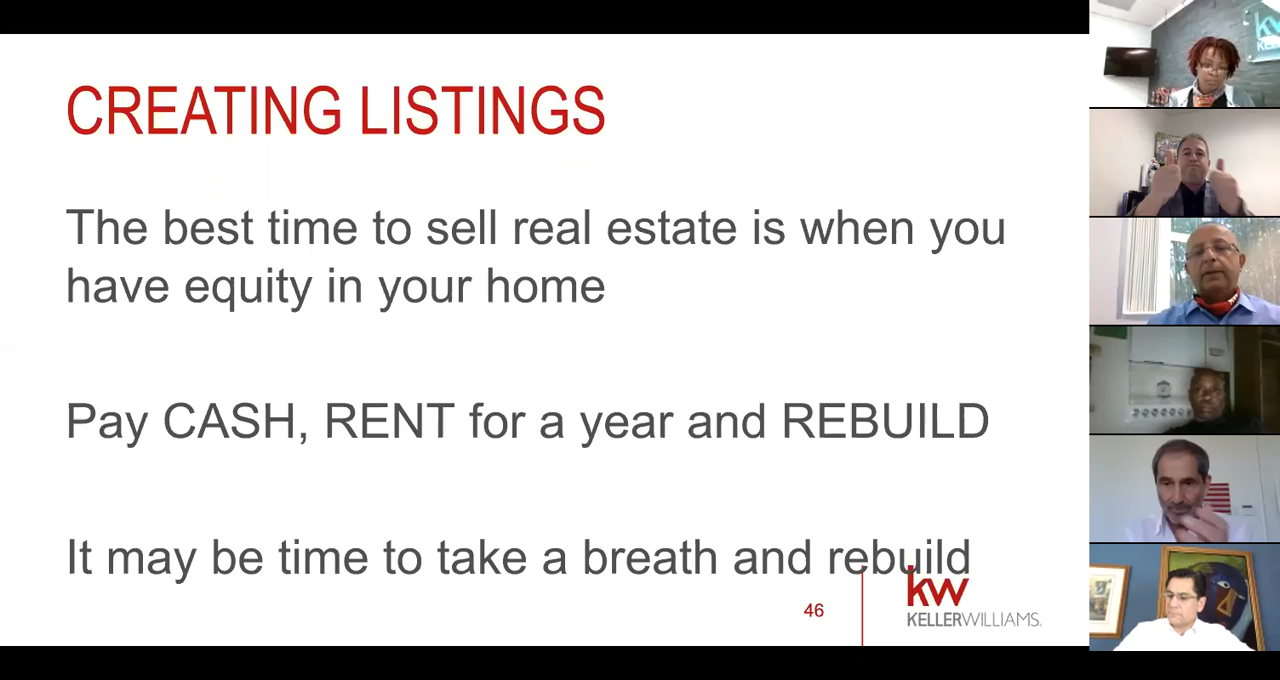 CREATING LISTINGS
The best time to sell real estate is when you
have equity in your home
Pay CASH, RENT for a year and REBUILD
It may be time to take a breath and rebuild
46
kw
KELLERWILLIAMS.
kw